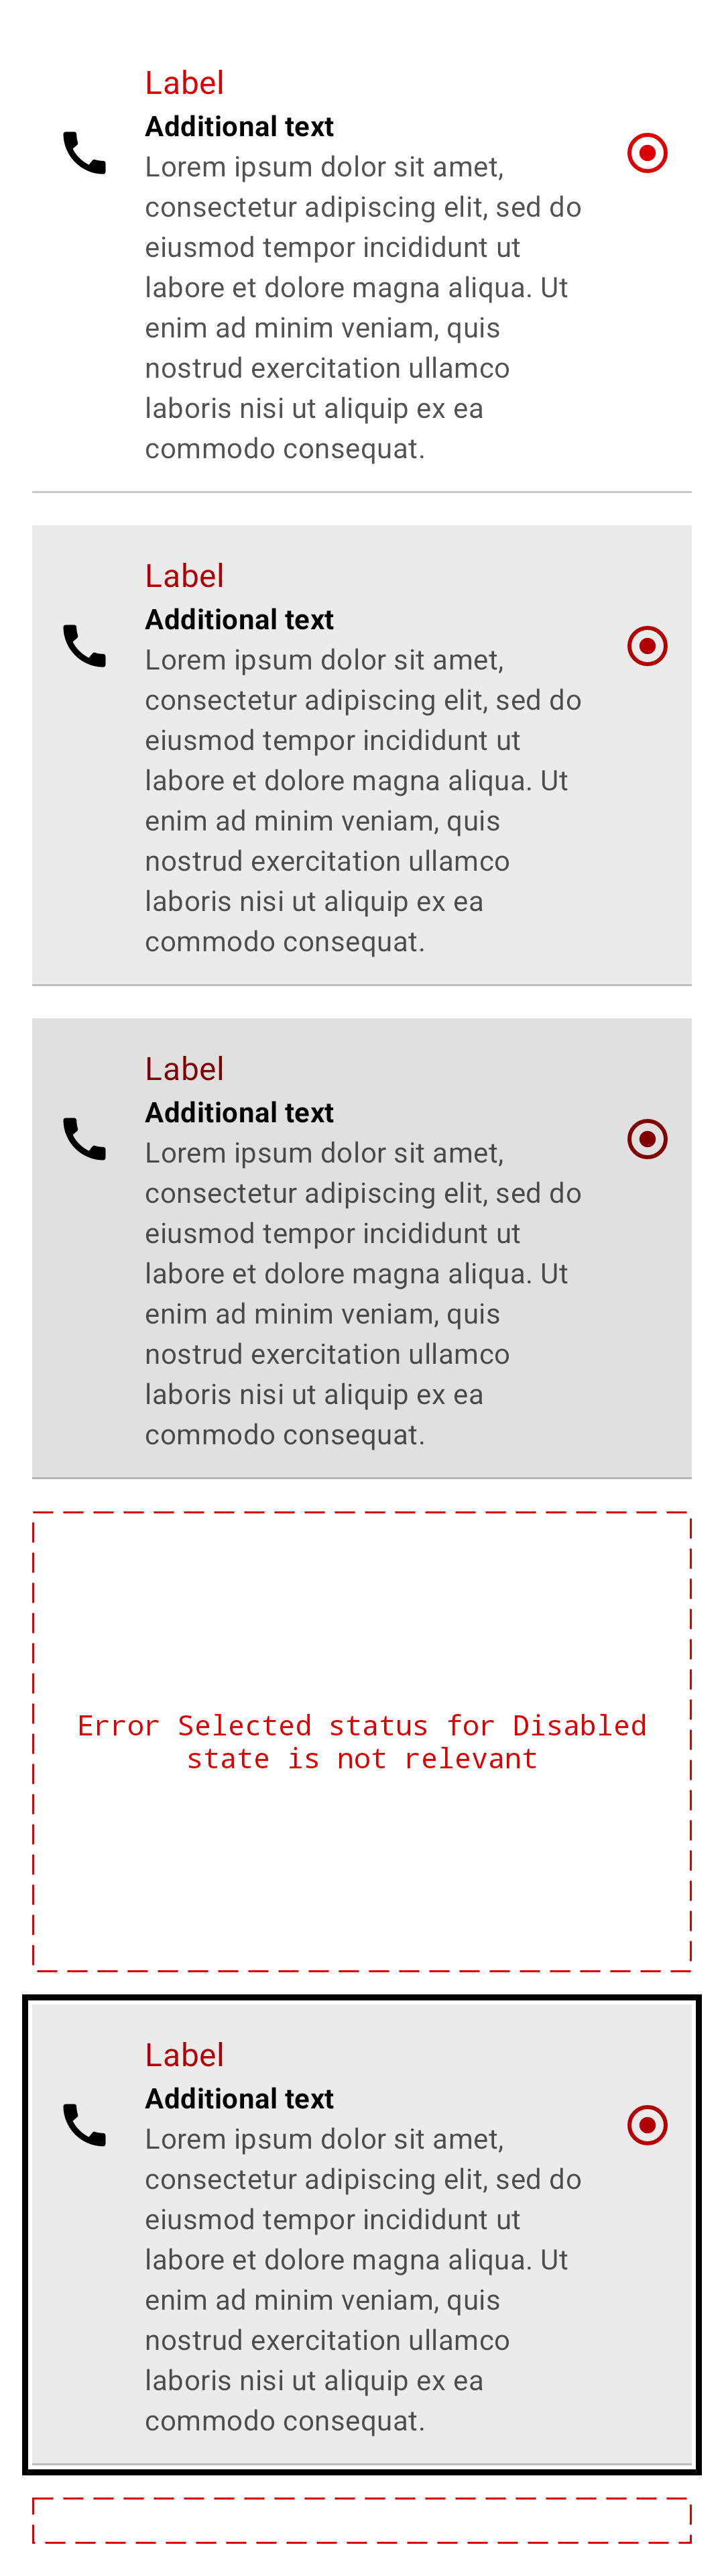 Label
Additional text
Lorem ipsum dolor sit amet,
consectetur adipiscing elit, sed do
eiusmod tempor incididunt ut
labore et dolore magna aliqua. Ut
enim ad minim veniam, quis
nostrud exercitation ullamco
laboris nisi ut aliquip ex ea
commodo consequat.
Label
Additional text
Lorem ipsum dolor sit amet,
consectetur adipiscing elit, sed do
eiusmod tempor incididunt ut
labore et dolore magna aliqua. Ut
enim ad minim veniam, quis
nostrud exercitation ullamco
laboris nisi ut aliquip ex ea
commodo consequat.
Label
Additional text
Lorem ipsum dolor sit amet,
consectetur adipiscing elit, sed do
eiusmod tempor incididunt ut
labore et dolore magna aliqua. Ut
enim ad minim veniam, quis
nostrud exercitation ullamco
laboris nisi ut aliquip ex ea
commodo consequat.
Error Selected status for Disabled
state is not relevant
Label
Additional text
Lorem ipsum dolor sit amet,
consectetur adipiscing elit, sed do
eiusmod tempor incididunt ut
labore et dolore magna aliqua. Ut
enim ad minim veniam, quis
nostrud exercitation ullamco
laboris nisi ut aliquip ex ea
commodo consequat.